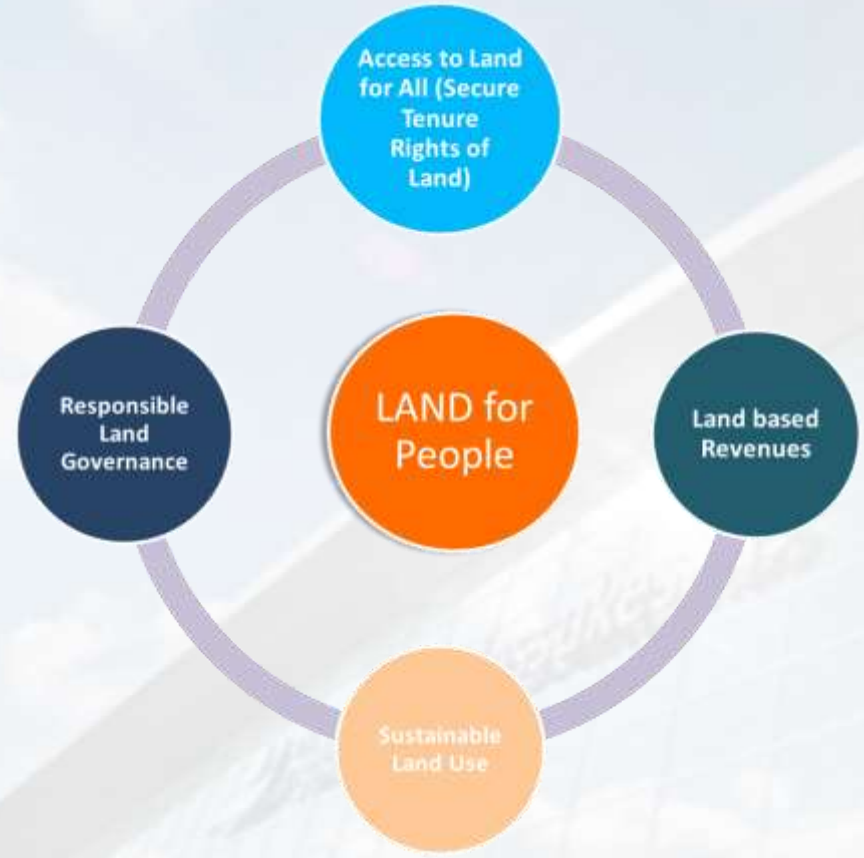 Access to Land
for All (Secure
Tenure
Rights of
Land)
Responsible
Land
Governance
LAND for
People
Land based
Revenues
Sustainable
Land Use